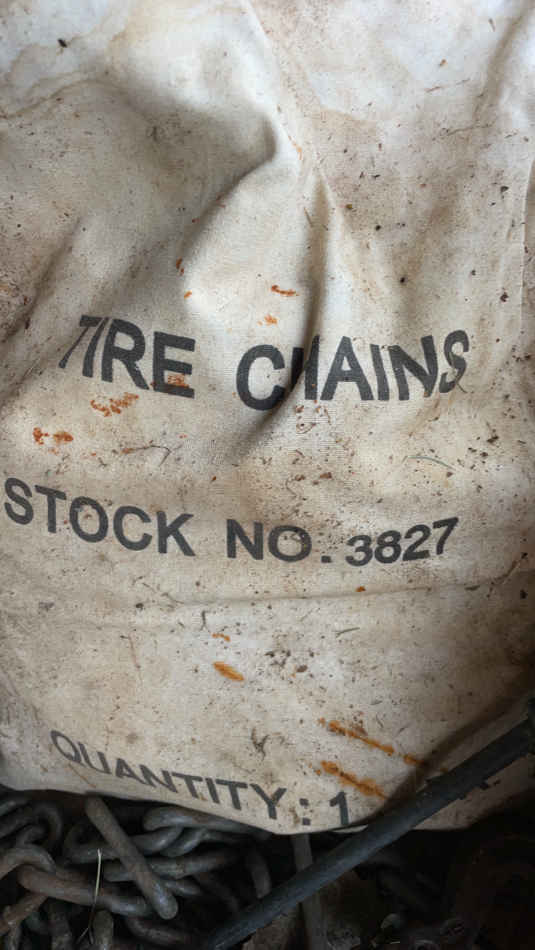 TIRE CHAINS
STOCK NO. 3827
QUANTITY: 1